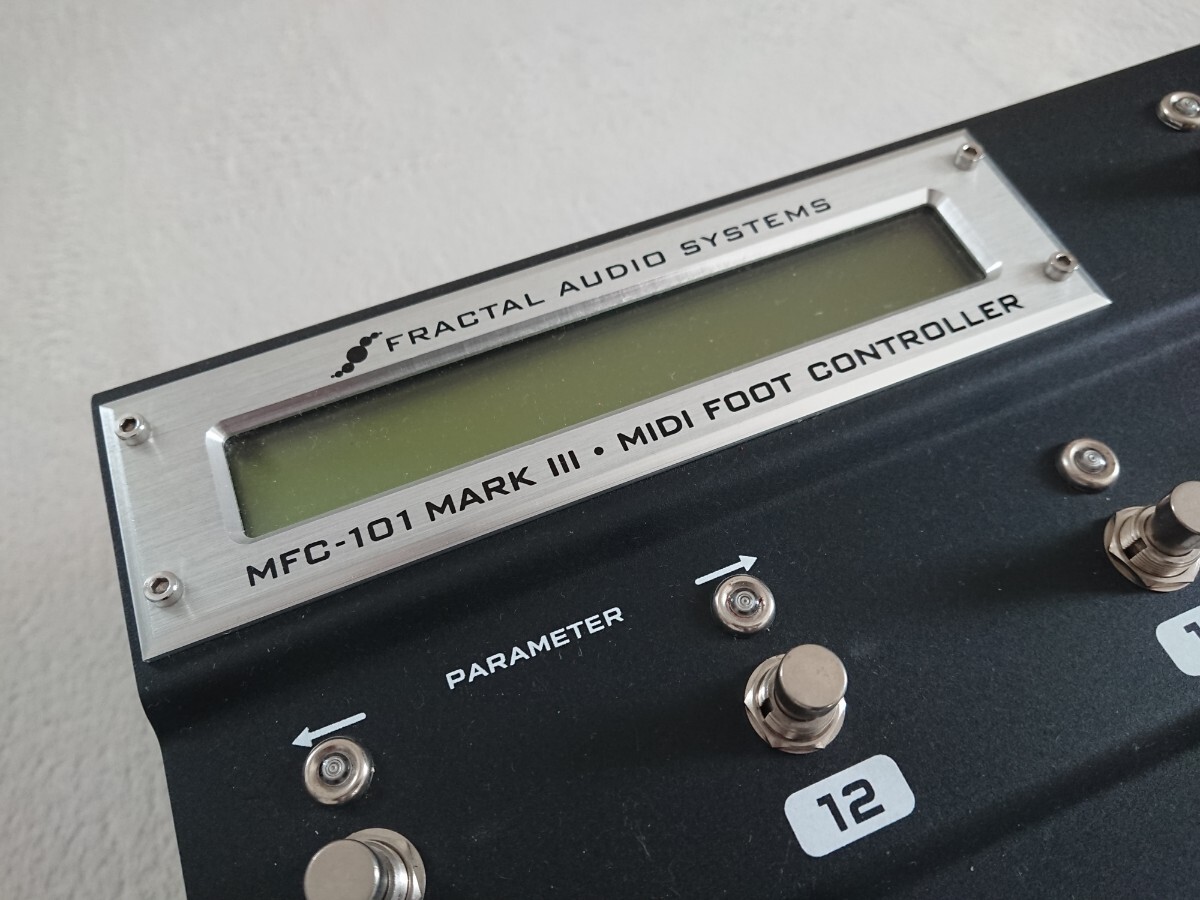 FRACTAL AUDIO SYSTEMS
MFC-101 MARK III • MIDI FOOT CONTROLLER
PARAMETER
12